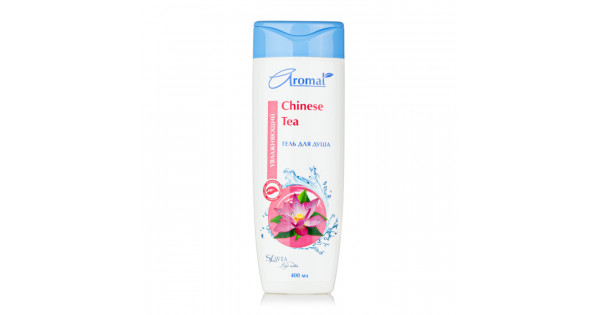 Aromat
Chinese
Tea
ГЕЛЬ ДЛЯ ДУША
УВЛАЖНЯЮЩИЙ
400 мл